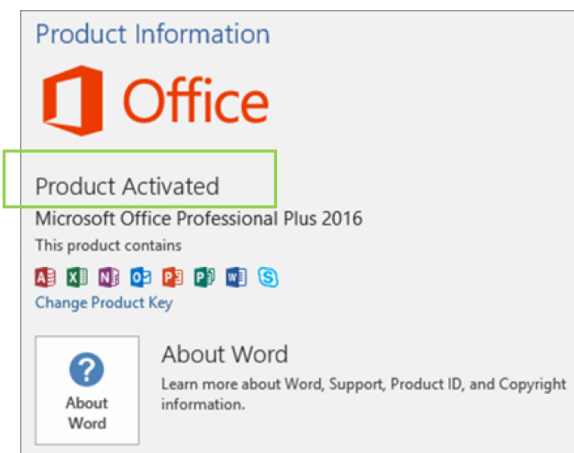 Product Information
Office
Product Activated
Microsoft Office Professional Plus 2016
This product contains
A N O P P W S
Change Product Key
?
About Word
About Word
Learn more about Word, Support, Product ID, and Copyright information.